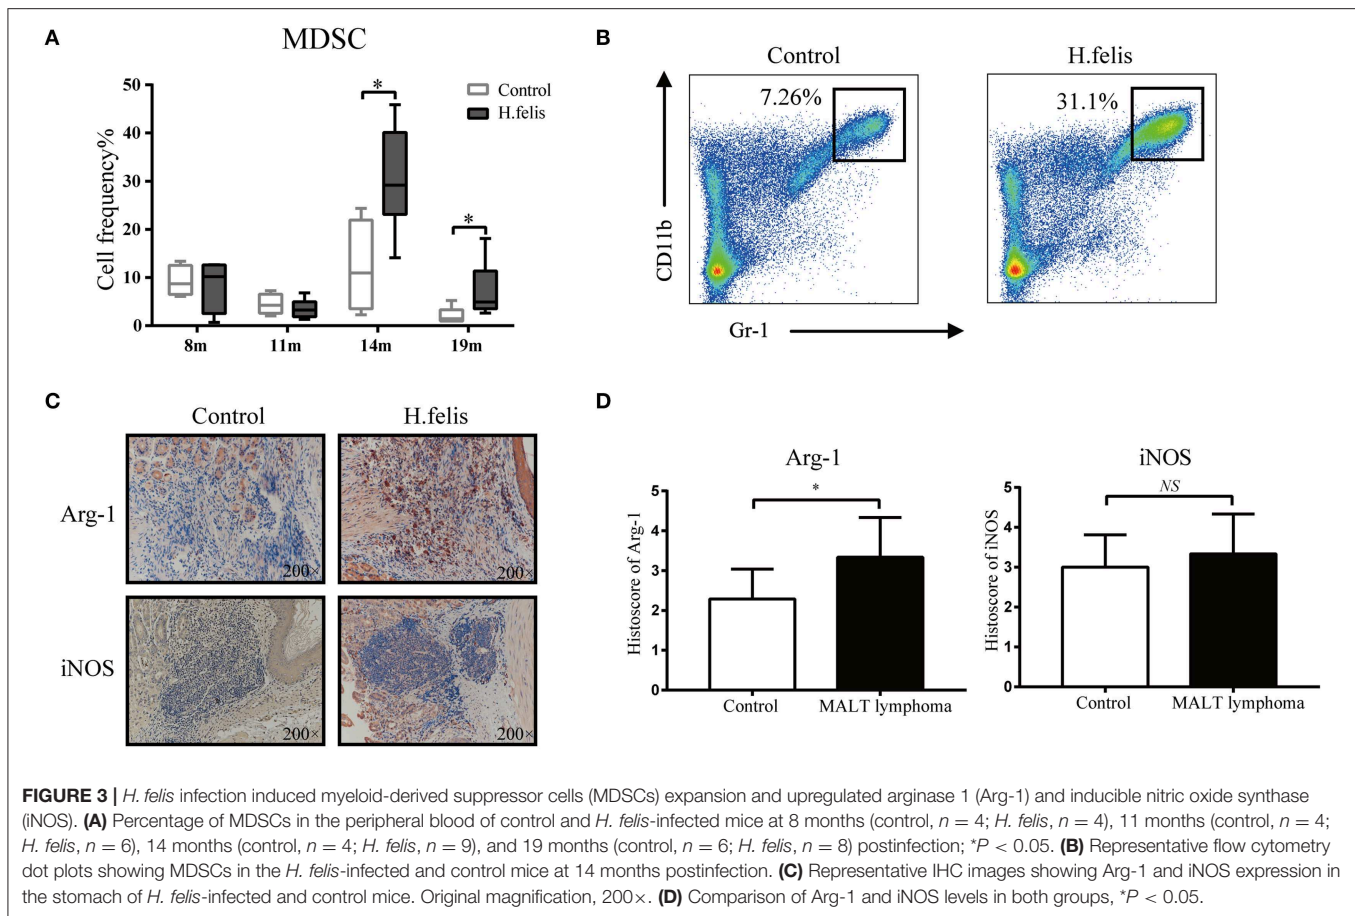 A
MDSC
Cell frequency%
50
40
30
20
10
0
Control
H.felis
*
*
8m
11m
14m
19m
B
Control
H.felis
7.26%
31.1%
CD11b
Gr-1
C
Control
H.felis
Arg-1
200×
200×
iNOS
200×
200×
D
Arg-1
Histoscore of Arg-1
5
4
3
2
1
0
*
Control
MALT lymphoma
iNOS
Histoscore of iNOS
5
4
3
2
1
0
NS
Control
MALT lymphoma
FIGURE 3 | H. felis infection induced myeloid-derived suppressor cells (MDSCs) expansion and upregulated arginase 1 (Arg-1) and inducible nitric oxide synthase
(iNOS). (A) Percentage of MDSCs in the peripheral blood of control and H. felis-infected mice at 8 months (control, n = 4; H. felis, n = 4), 11 months (control, n = 4;
H. felis, n = 6), 14 months (control, n = 4; H. felis, n = 9), and 19 months (control, n = 6; H. felis, n = 8) postinfection; *P < 0.05. (B) Representative flow cytometry
dot plots showing MDSCs in the H. felis-infected and control mice at 14 months postinfection. (C) Representative IHC images showing Arg-1 and iNOS expression in
the stomach of H. felis-infected and control mice. Original magnification, 200×. (D) Comparison of Arg-1 and iNOS levels in both groups, *P < 0.05.